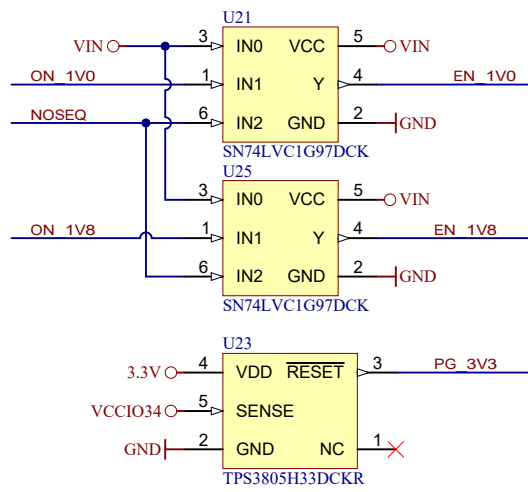 U21
VIN 3 IN0 VCC 5 VIN
ON_1V0 1 IN1 Y 4 EN_1V0
NOSEQ 6 IN2 GND 2 GND
SN74LVC1G97DCK
U25
3 IN0 VCC 5 VIN
ON_1V8 1 IN1 Y 4 EN_1V8
6 IN2 GND 2 GND
SN74LVC1G97DCK
U23
3.3V 4 VDD RESET 3 PG_3V3
VCCIO34 5 SENSE
GND 2 GND NC 1
TPS3805H33DCKR